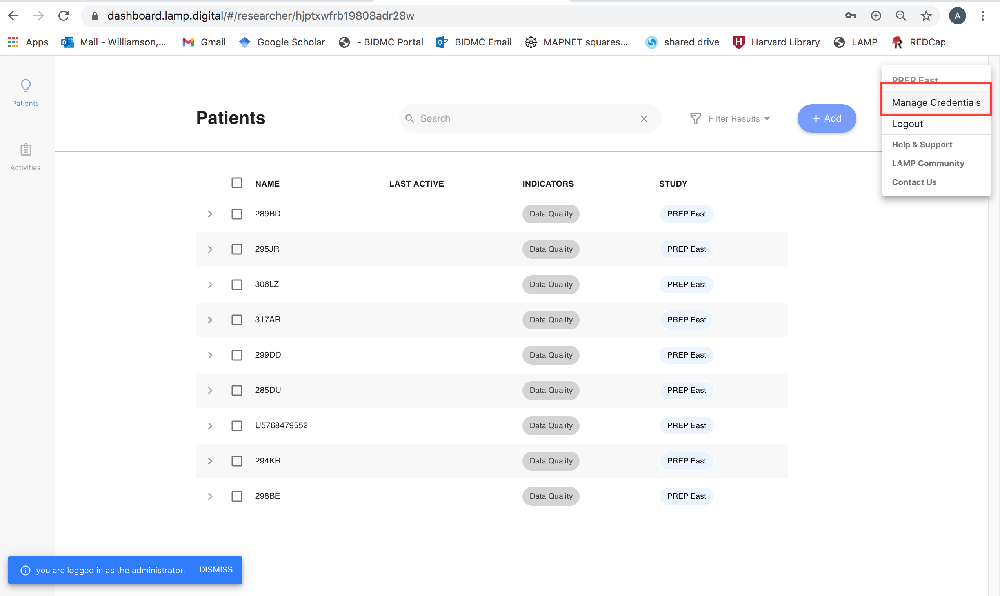 dashboard.lamp.digital/#/researcher/hjptxwfrb19808adr28w
A
Apps
Mail - Williamson,...
Gmail
Google Scholar
- BIDMC Portal
BIDMC Email
MAPNET squares...
shared drive
Harvard Library
LAMP
REDCap
Patients
Activities
Patients
Search
Filter Results
+ Add
PREP East
Manage Credentials
Logout
Help & Support
LAMP Community
Contact Us
NAME LAST ACTIVE INDICATORS STUDY
289BD Data Quality PREP East
295JR Data Quality PREP East
306LZ Data Quality PREP East
317AR Data Quality PREP East
299DD Data Quality PREP East
285DU Data Quality PREP East
U5768479552 Data Quality PREP East
294KR Data Quality PREP East
298BE Data Quality PREP East
you are logged in as the administrator. DISMISS